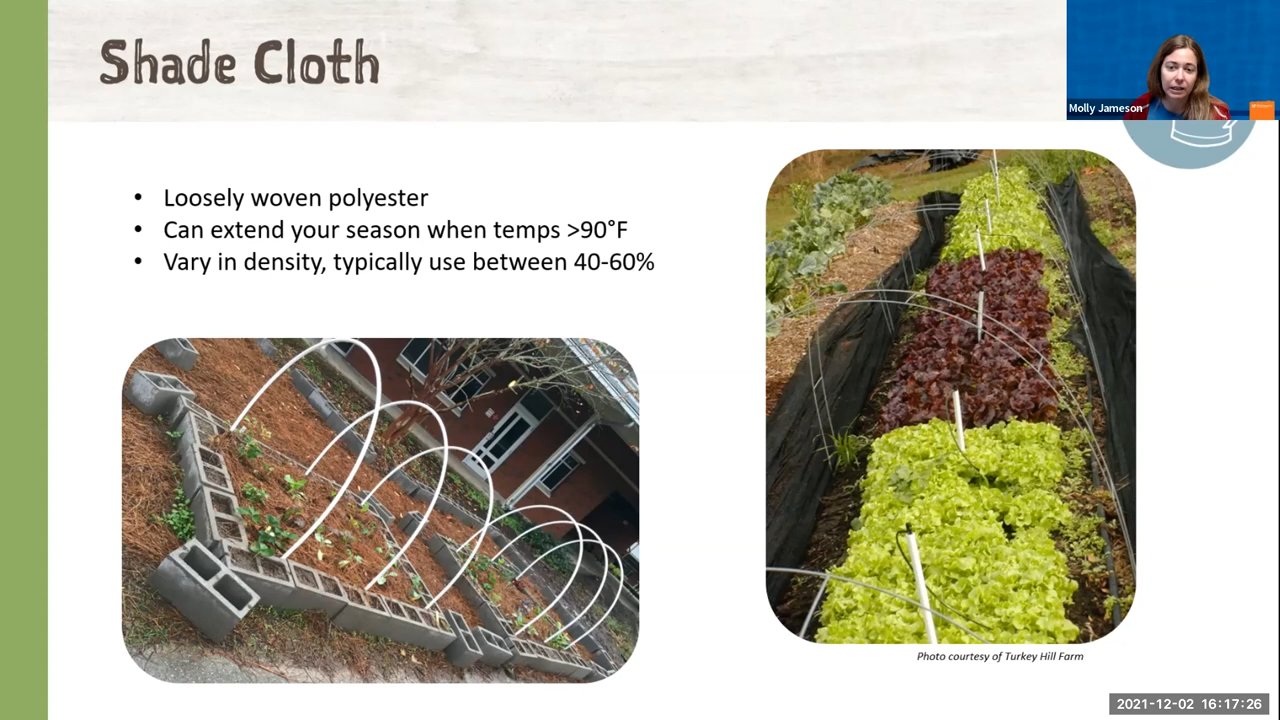 Shade Cloth
Molly Jameson
• Loosely woven polyester
• Can extend your season when temps >90°F
• Vary in density, typically use between 40-60%
Photo courtesy of Turkey Hill Farm
2021-12-02 16:17:26